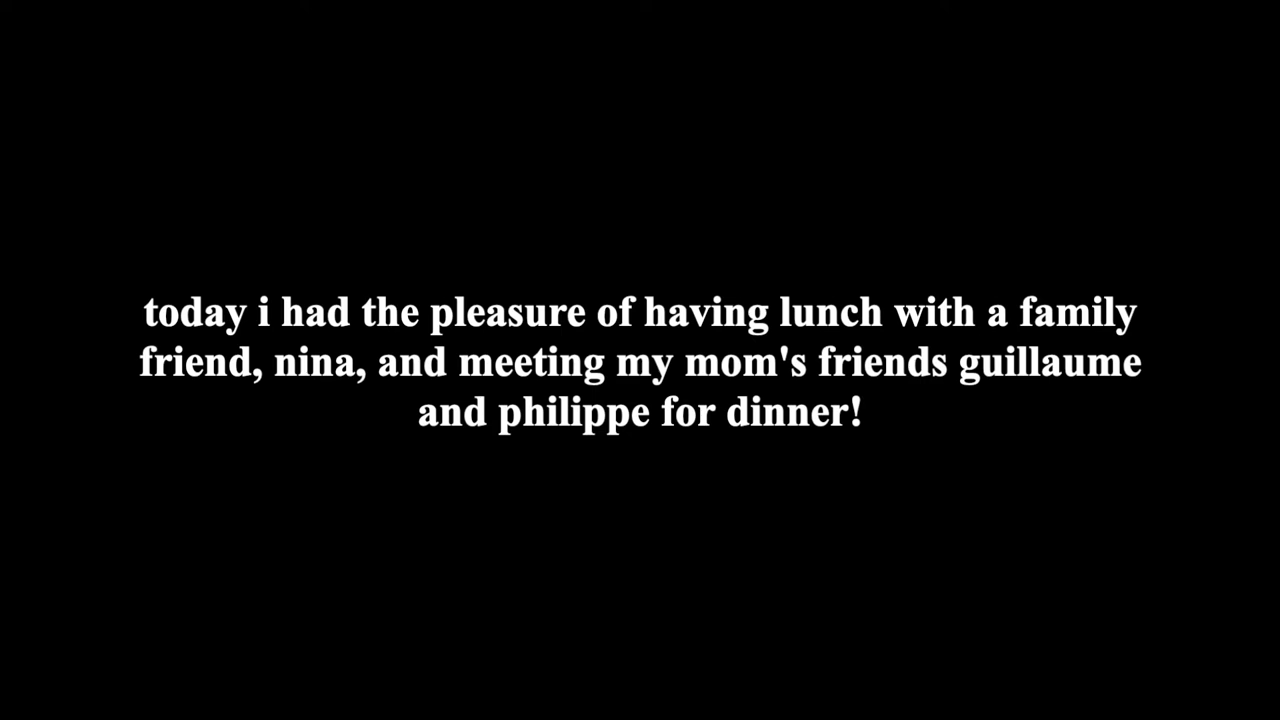 today i had the pleasure of having lunch with a family
friend, nina, and meeting my mom's friends guillaume
and philippe for dinner!